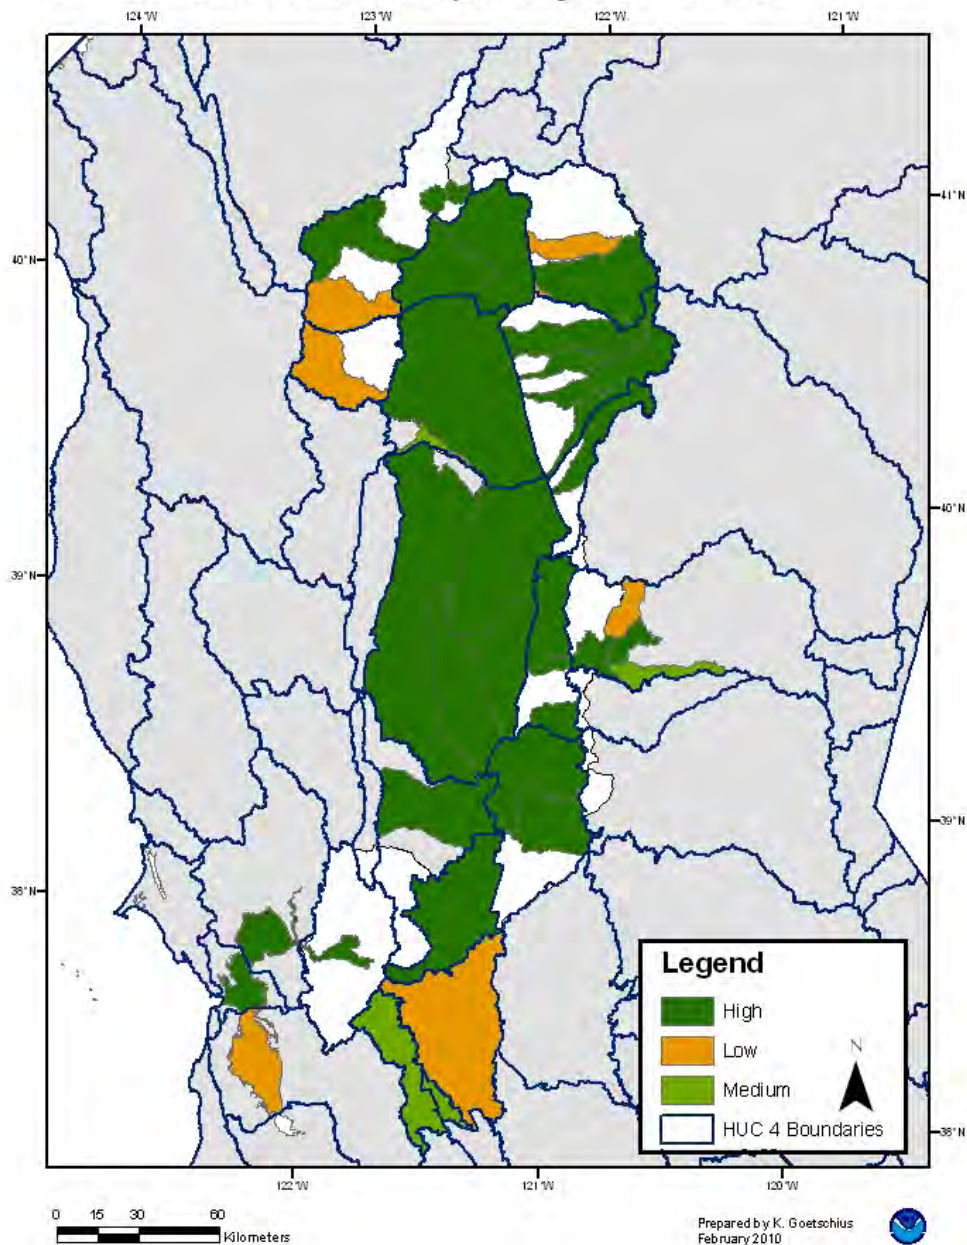 124°W 123°W 122°W 121°W
41°N
40°N
40°N
39°N
39°N
38°N
38°N
Legend
High
Low
Medium
HUC 4 Boundaries
N
122°W 121°W 120°W
0 15 30 60
Kilometers
Prepared by K. Goetschius
February 2010